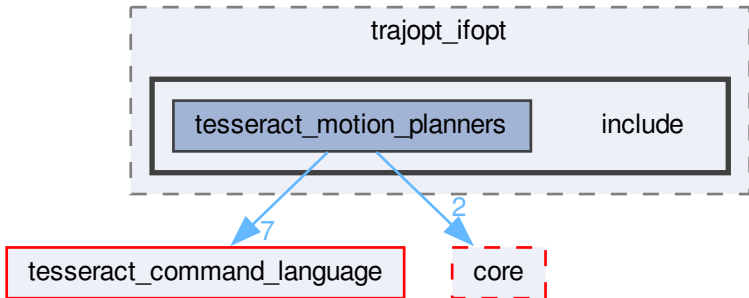 trajopt_ifopt
tesseract_motion_planners
include
7
2
tesseract_command_language
core